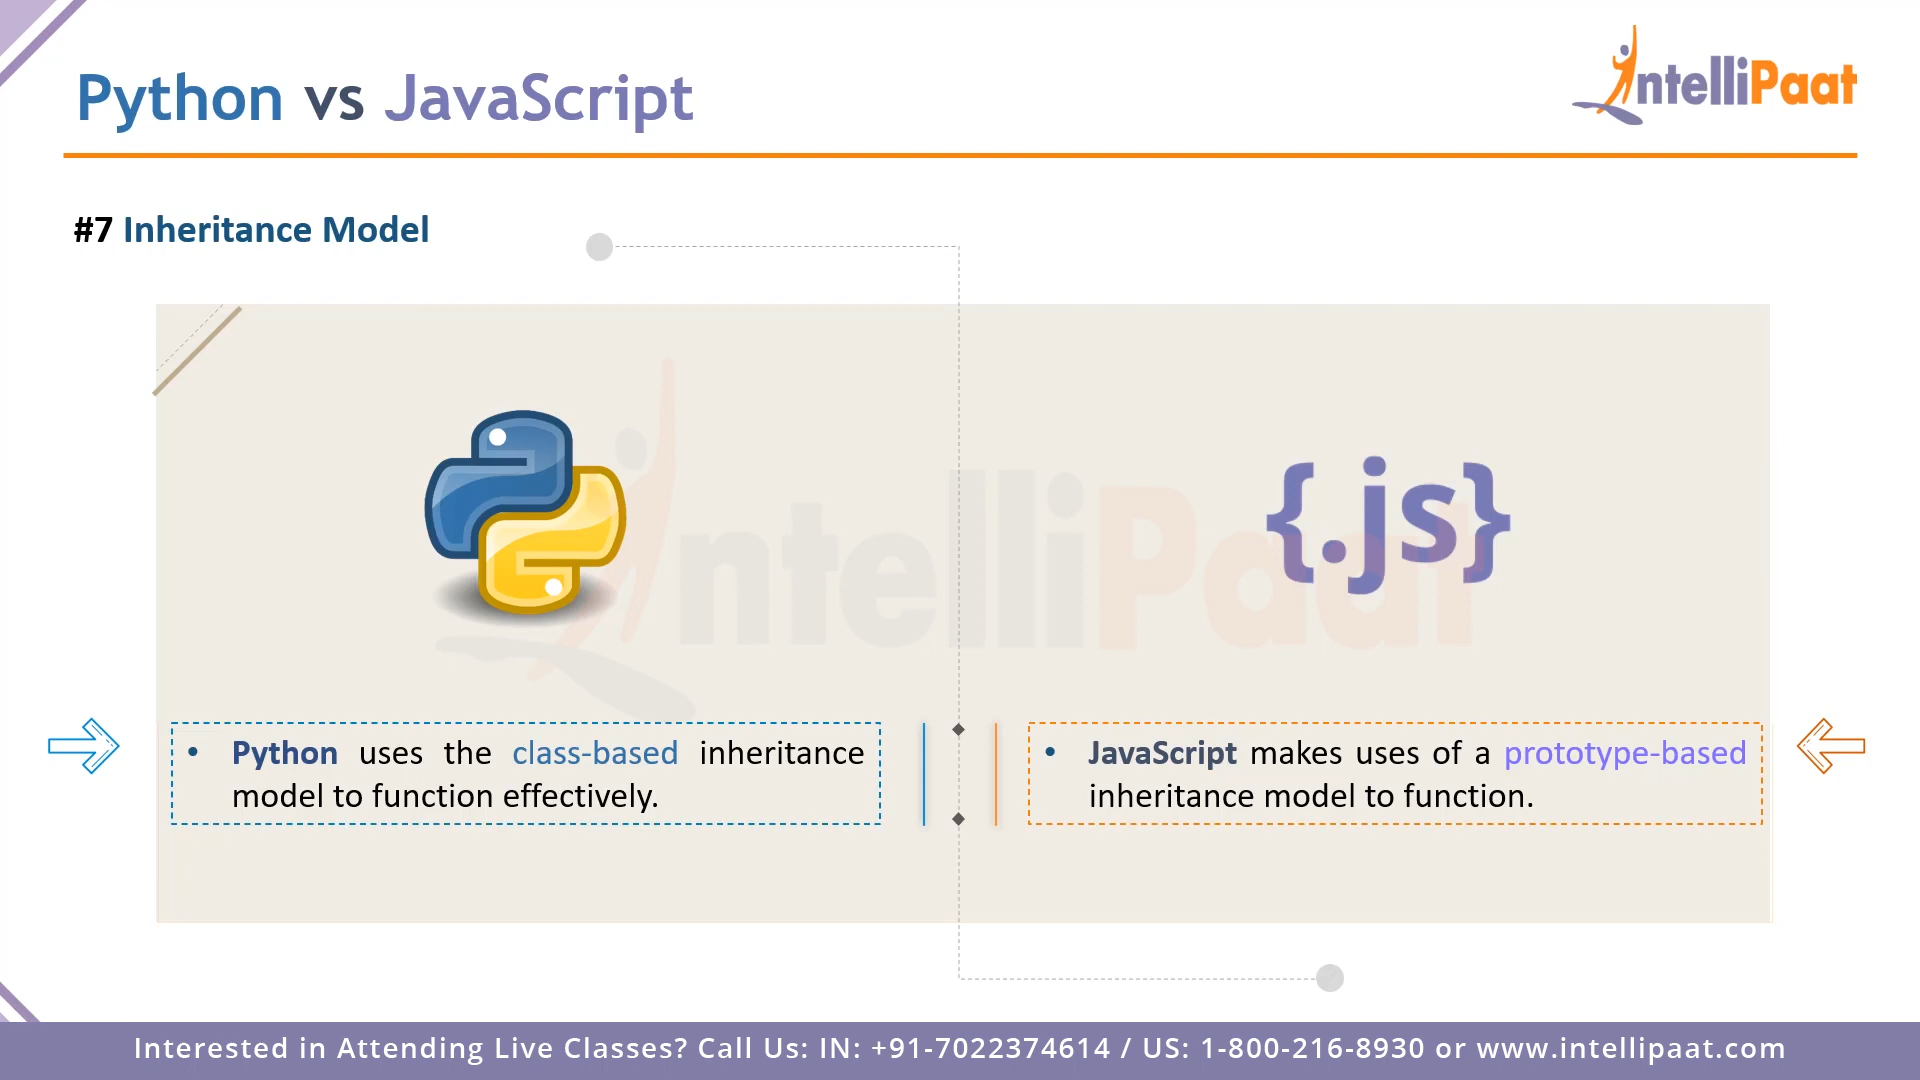 Python vs JavaScript
IntelliPaat
#7 Inheritance Model
IntelliPaat
{.js}
• Python uses the class-based inheritance
model to function effectively.
• JavaScript makes uses of a prototype-based
inheritance model to function.
Interested in Attending Live Classes? Call Us: IN: +91-7022374614 / US: 1-800-216-8930 or www.intellipaat.com